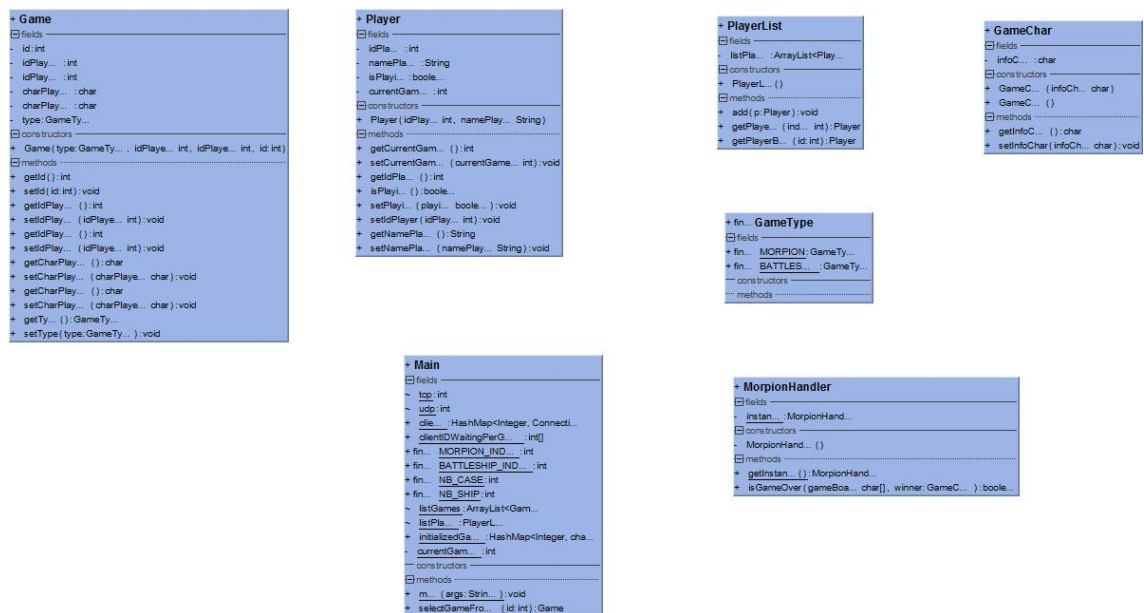 + Game
fields
- id:int
- idPlay... :int
- idPlay... :int
- charPlay... :char
- charPlay... :char
- type:GameTy...
constructors
+ Game(type:GameTy... , idPlaye... int, idPlaye... int, id:int)
methods
+ getId():int
+ setId(id:int):void
+ getIdPlay... ():int
+ setIdPlay... (idPlaye... int):void
+ getIdPlay... ():int
+ setIdPlay... (idPlaye... int):void
+ getCharPlay... ():char
+ setCharPlay... (charPlaye... char):void
+ getCharPlay... ():char
+ setCharPlay... (charPlaye... char):void
+ getTy... ():GameTy...
+ setType(type:GameTy... ):void
+ Player
fields
- idPla... :int
- namePla... :String
- isPlayi... :boole...
- currentGam... :int
constructors
+ Player(idPlay... int, namePlay... String)
methods
+ getCurrentGam... ():int
+ setCurrentGam... (currentGame... int):void
+ getIdPla... ():int
+ isPlayi... ():boole...
+ setPlayi... (playi... boole... ):void
+ setIdPlayer(idPlay... int):void
+ getNamePla... ():String
+ setNamePla... (namePlay... String):void
+ PlayerList
fields
- listPla... :ArrayList<Play...
constructors
+ PlayerL... ()
methods
+ add(p:Player):void
+ getPlaye... (ind... int):Player
+ getPlayerB... (id:int):Player
+ GameChar
fields
- infoC... :char
constructors
+ GameC... (infoCh... char)
+ GameC... ()
methods
+ getInfoC... ():char
+ setInfoChar(infoCh... char):void
+ fin... GameType
fields
+ fin... MORPION:GameTy...
+ fin... BATTLES... :GameTy...
constructors
methods
+ Main
fields
~ tcp:int
~ udp:int
+ clie... :HashMap<Integer, Connecti...
+ clientIDWaitingPerG... :int[]
+ fin... MORPION_IND... :int
+ fin... BATTLESHIP_IND... :int
+ fin... NB_CASE:int
+ fin... NB_SHIP:int
~ listGames:ArrayList<Gam...
~ listPla... :PlayerL...
+ initializedGa... :HashMap<Integer, cha...
- currentGam... :int
constructors
methods
+ m... (args:Strin... ):void
+ selectGameFro... (id:int):Game
+ MorpionHandler
fields
- instan... :MorpionHand...
constructors
- MorpionHand... ()
methods
+ getInstan... ():MorpionHand...
+ isGameOver(gameBoa... char[], winner:GameC... ):boole...